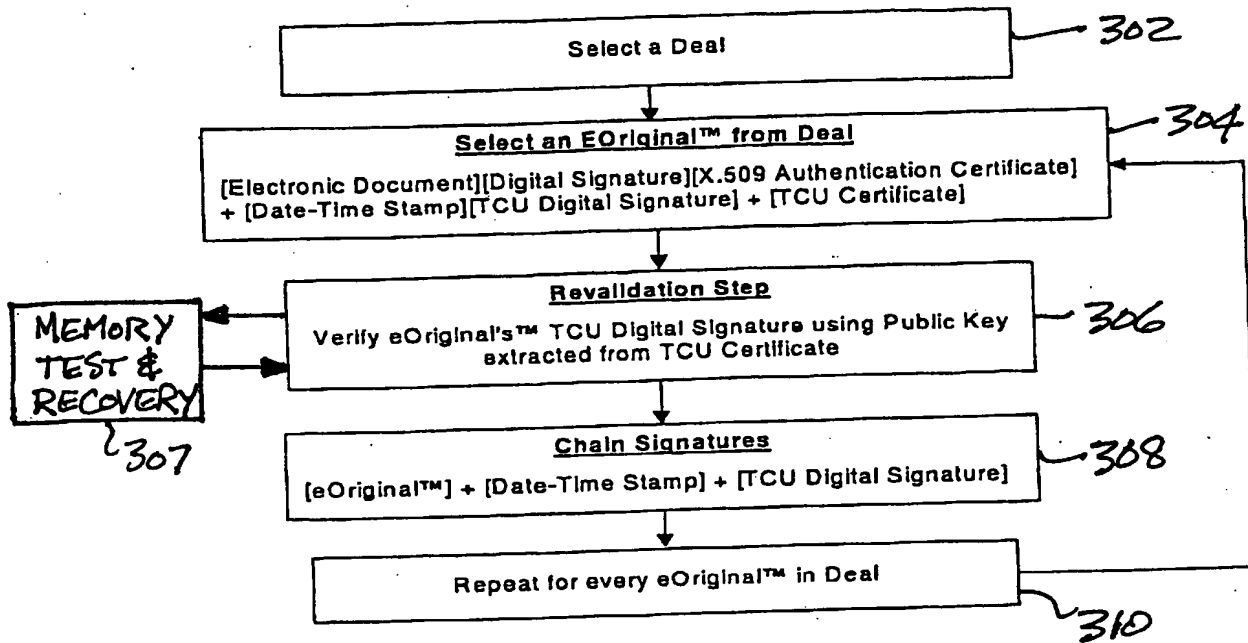 Select a Deal
302
Select an EOriginal™ from Deal
304
[Electronic Document][Digital Signature][X.509 Authentication Certificate]
+ [Date-Time Stamp][TCU Digital Signature] + [TCU Certificate]
Revalidation Step
Verify eOriginal's™ TCU Digital Signature using Public Key
extracted from TCU Certificate
306
MEMORY
TEST &
RECOVERY
307
Chain Signatures
[eOriginal™] + [Date-Time Stamp] + [TCU Digital Signature]
308
Repeat for every eOriginal™ in Deal
310